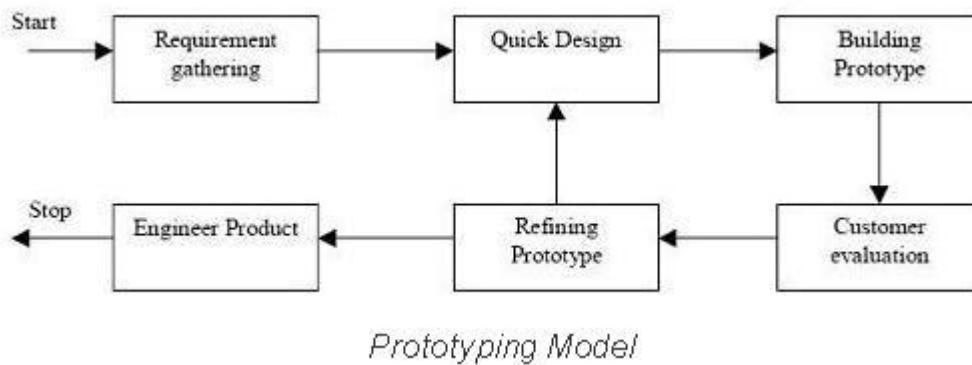 Start
Requirement
gathering
Quick Design
Building
Prototype
Stop
Engineer Product
Refining
Prototype
Customer
evaluation
Prototyping Model